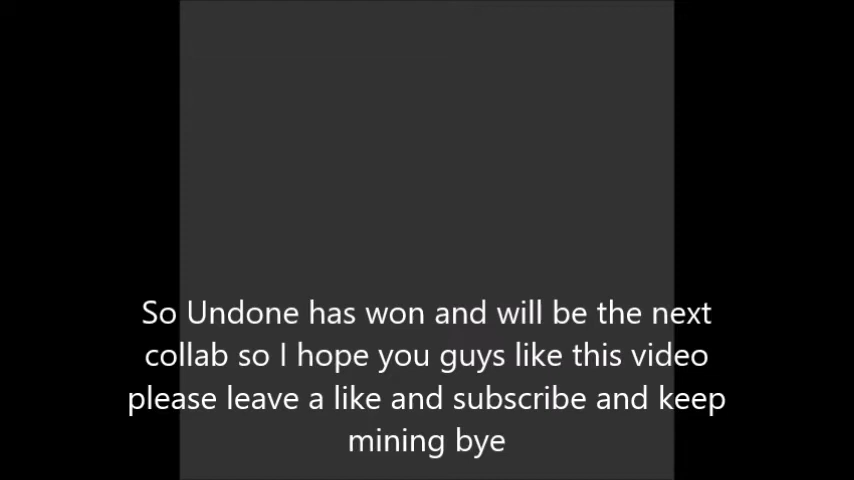 So Undone has won and will be the next
collab so I hope you guys like this video
please leave a like and subscribe and keep
mining bye